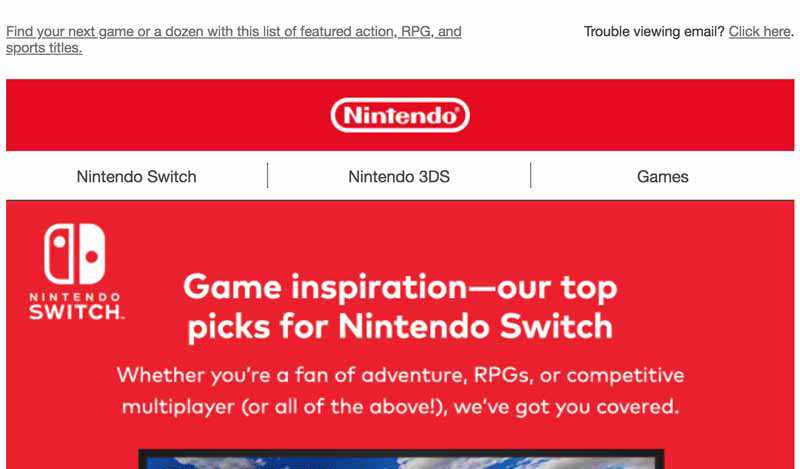 Find your next game or a dozen with this list of featured action, RPG, and
sports titles.
Trouble viewing email? Click here.
Nintendo®
Nintendo Switch
Nintendo 3DS
Games
NINTENDO
SWITCH™
Game inspiration—our top
picks for Nintendo Switch
Whether you’re a fan of adventure, RPGs, or competitive
multiplayer (or all of the above!), we’ve got you covered.